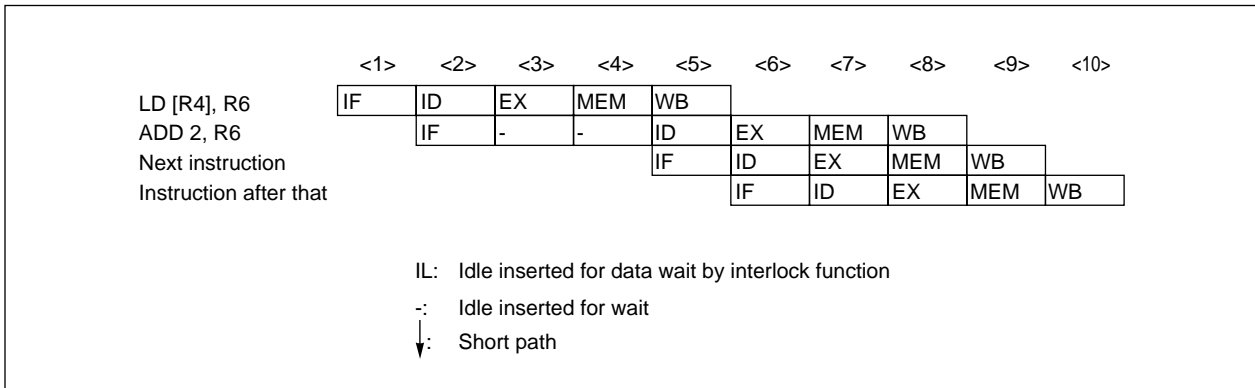 <1> <2> <3> <4> <5> <6> <7> <8> <9> <10>
LD [R4], R6 IF ID EX MEM WB
ADD 2, R6 IF - - ID EX MEM WB
Next instruction IF ID EX MEM WB
Instruction after that IF ID EX MEM WB
IL: Idle inserted for data wait by interlock function
-: Idle inserted for wait
: Short path